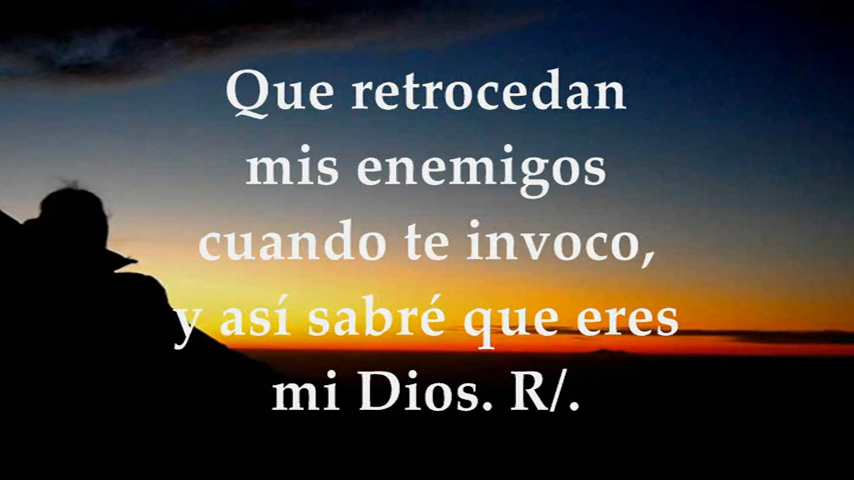 Que retrocedan
mis enemigos
cuando te invoco,
y así sabré que eres
mi Dios. R/.